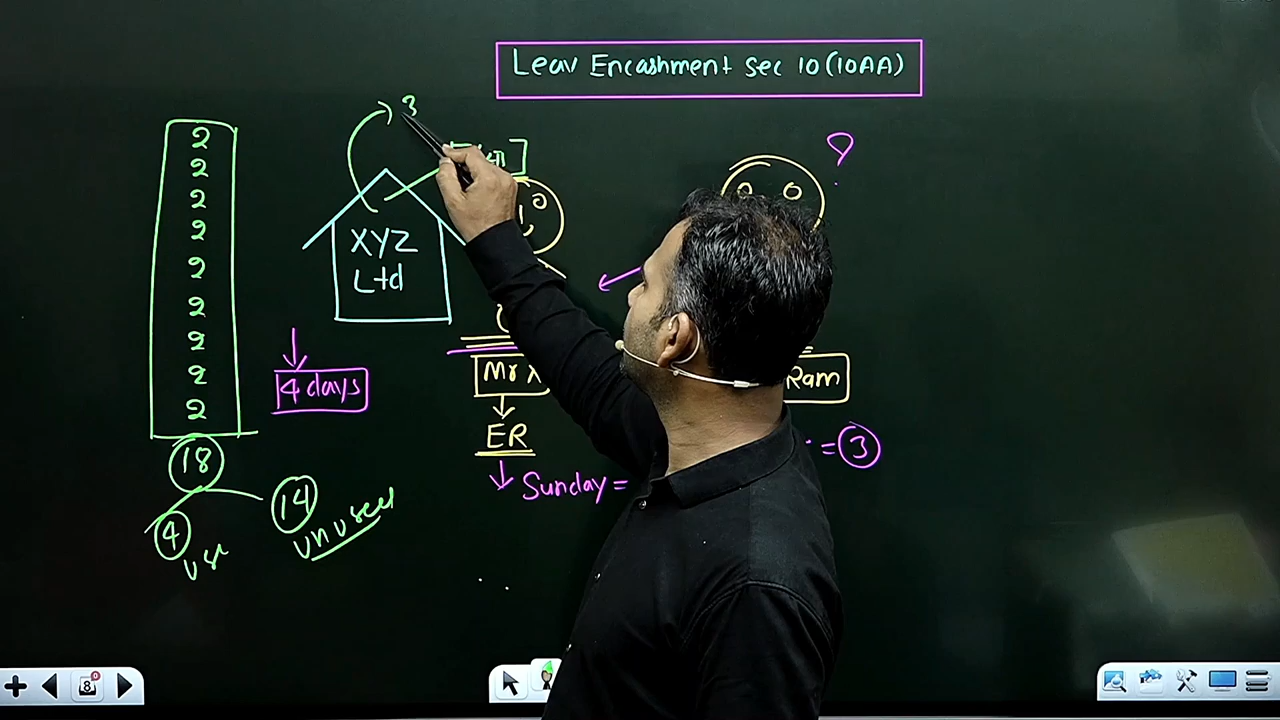 Leav Encashment Sec 10(10AA)
3
2
2
2
2
2
2
2
2
2
18
4
14
unused
XYZ
Ltd
4 days
Mr X
ER
Sunday =
Ram
= 3
?
8